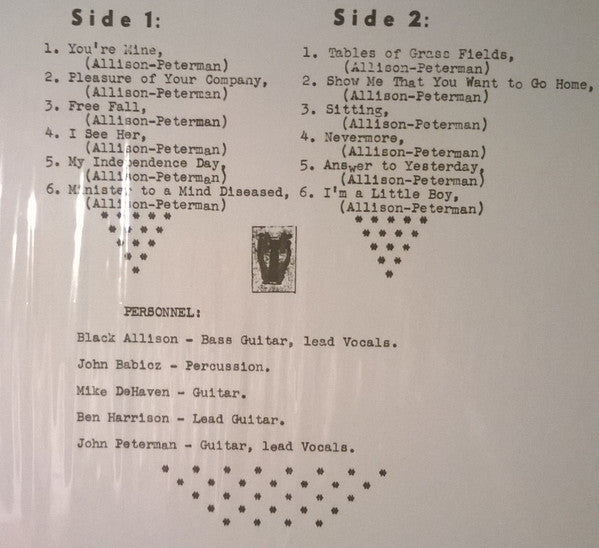 Side 1:
1. You're Mine,
(Allison-Peterman)
2. Pleasure of Your Company,
(Allison-Peterman)
3. Free Fall,
(Allison-Peterman)
4. I See Her,
(Allison-Peterman)
5. My Independence Day,
(Allison-Peterman)
6. Minister to a Mind Diseased,
(Allison-Peterman)
Side 2:
1. Tables of Grass Fields,
(Allison-Peterman)
2. Show Me That You Want to Go Home,
(Allison-Peterman)
3. Sitting,
(Allison-Peterman)
4. Nevermore,
(Allison-Peterman)
5. Answer to Yesterday,
(Allison-Peterman)
6. I'm a Little Boy,
(Allison-Peterman)
* * * * *
* * * *
* * *
* *
*
* * * * *
* * * *
* * *
* *
*
PERSONNEL:
Black Allison - Bass Guitar, lead Vocals.
John Babicz - Percussion.
Mike DeHaven - Guitar.
Ben Harrison - Lead Guitar.
John Peterman - Guitar, lead Vocals.
* * * * * * * *
* * * * * * *
* * * * * *
* * * * *
* * * *